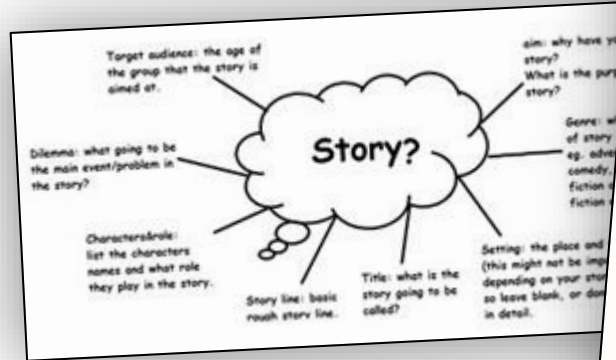 Target audience: the age of
the group that the story is
aimed at.
aim: why have
story?
What is the
story?
Story?
Genre:
of story
eg.
comedy,
fiction
fiction
Dilemma: what going to be
the main event/problem in
the story?
Characters&role:
list the characters
names and what role
they play in the story.
Story line: basic
rough story line.
Title: what is the
story going to be
called?
Setting: the place and
(this might not be
depending on your
so leave blank, or
in detail.